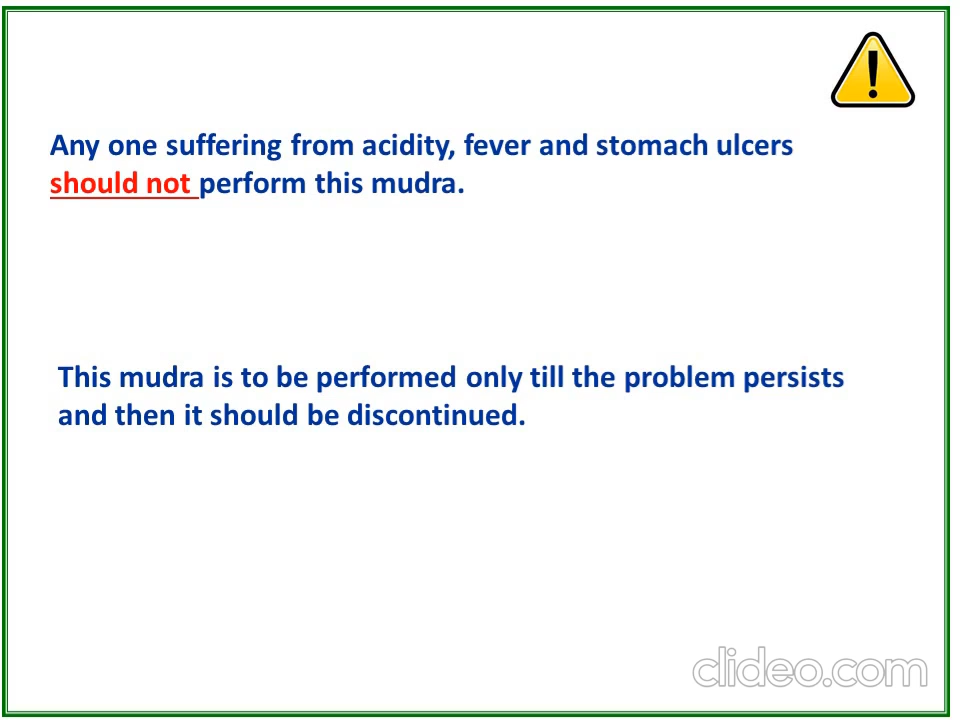 Any one suffering from acidity, fever and stomach ulcers
should not perform this mudra.
This mudra is to be performed only till the problem persists
and then it should be discontinued.
clideo.com